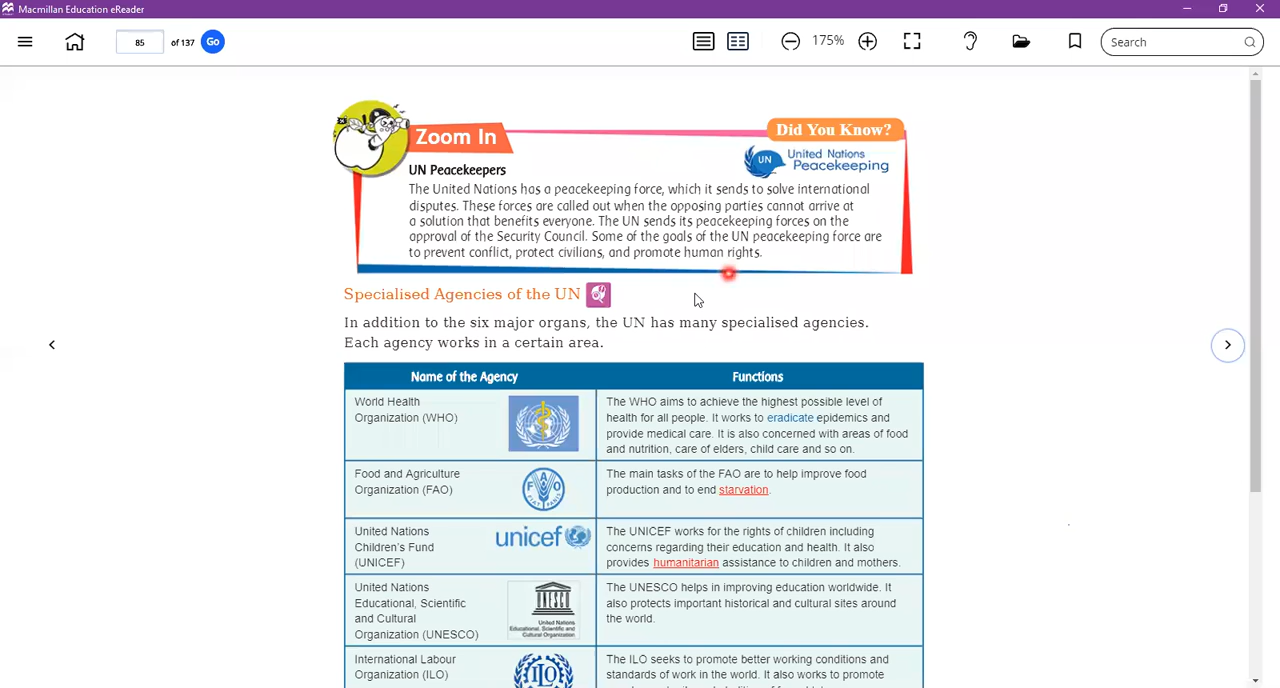 Macmillan Education eReader
85 of 137 Go
175%
Search
Zoom In
Did You Know?
UN United Nations
Peacekeeping
UN Peacekeepers
The United Nations has a peacekeeping force, which it sends to solve international
disputes. These forces are called out when the opposing parties cannot arrive at
a solution that benefits everyone. The UN sends its peacekeeping forces on the
approval of the Security Council. Some of the goals of the UN peacekeeping force are
to prevent conflict, protect civilians, and promote human rights.
Specialised Agencies of the UN
In addition to the six major organs, the UN has many specialised agencies.
Each agency works in a certain area.
Name of the Agency
Functions
World Health
Organization (WHO)
The WHO aims to achieve the highest possible level of
health for all people. It works to eradicate epidemics and
provide medical care. It is also concerned with areas of food
and nutrition, care of elders, child care and so on.
Food and Agriculture
Organization (FAO)
F A O
FIAT PANIS
The main tasks of the FAO are to help improve food
production and to end starvation.
United Nations
Children's Fund
(UNICEF)
unicef
The UNICEF works for the rights of children including
concerns regarding their education and health. It also
provides humanitarian assistance to children and mothers.
United Nations
Educational, Scientific
and Cultural
Organization (UNESCO)
UNESCO
United Nations
Educational, Scientific and
Cultural Organization
The UNESCO helps in improving education worldwide. It
also protects important historical and cultural sites around
the world.
International Labour
Organization (ILO)
ILO
The ILO seeks to promote better working conditions and
standards of work in the world. It also works to promote